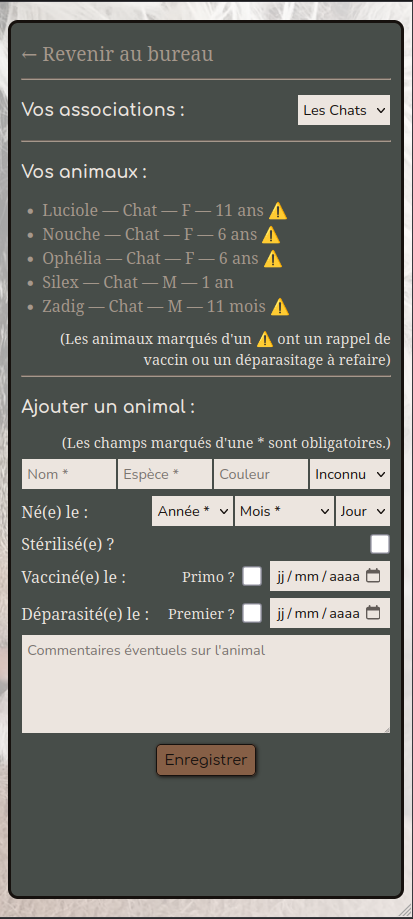 ← Revenir au bureau
Vos associations : Les Chats
Vos animaux :
• Luciole — Chat — F — 11 ans ⚠️
• Nouche — Chat — F — 6 ans ⚠️
• Ophélia — Chat — F — 6 ans ⚠️
• Silex — Chat — M — 1 an
• Zadig — Chat — M — 11 mois ⚠️
(Les animaux marqués d'un ⚠️ ont un rappel de
vaccin ou un déparasitage à refaire)
Ajouter un animal :
(Les champs marqués d'une * sont obligatoires.)
Nom * Espèce * Couleur Inconnu
Né(e) le : Année * Mois * Jour
Stérilisé(e) ?
Vacciné(e) le : Primo ? jj/mm/aaaa
Déparasité(e) le : Premier ? jj/mm/aaaa
Commentaires éventuels sur l'animal
Enregistrer